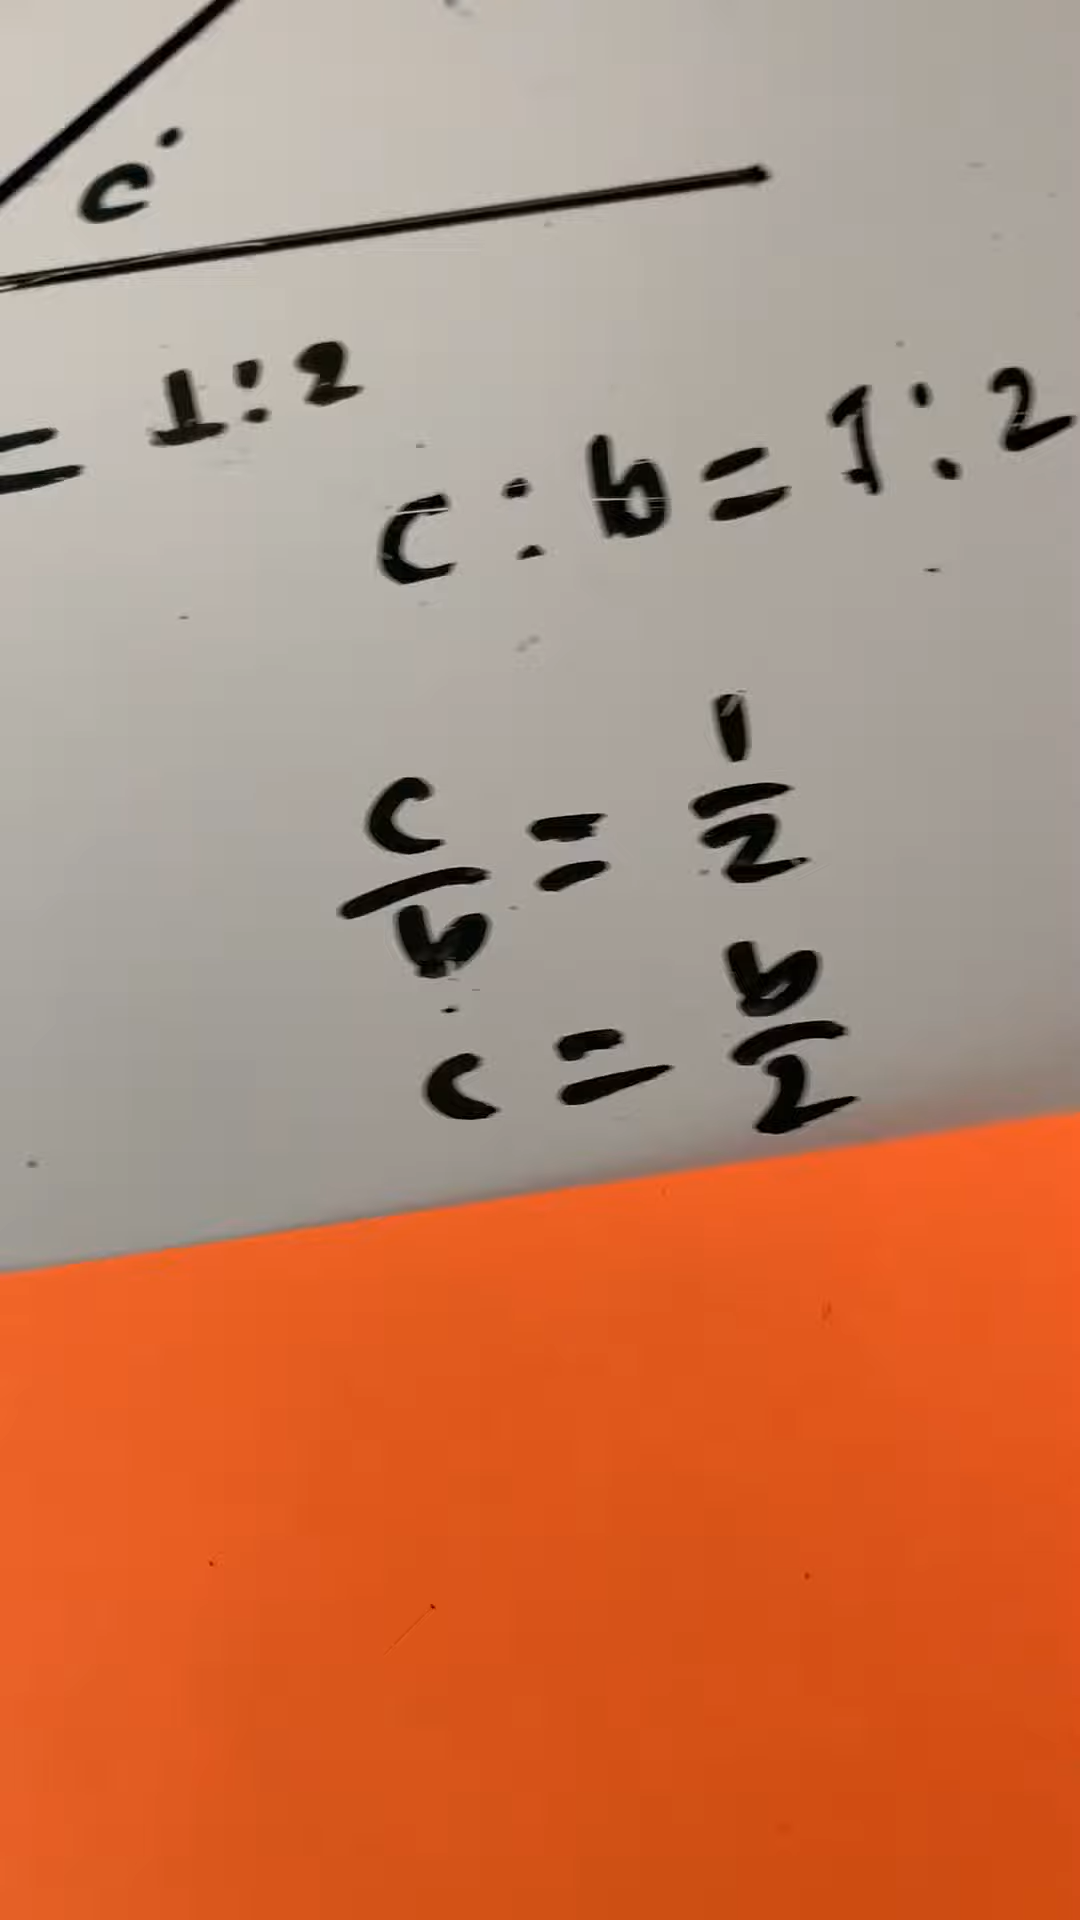 c°
= 1:2
c : b = 1:2
c/b = 1/2
c = b/2